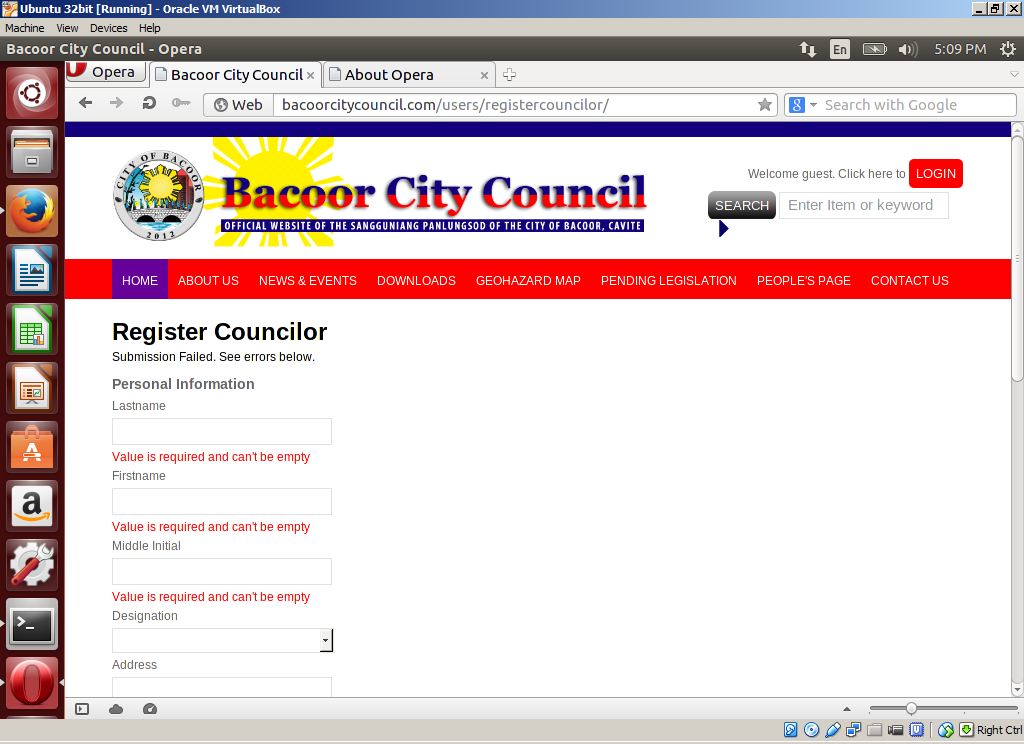 Ubuntu 32bit [Running] - Oracle VM VirtualBox
Machine View Devices Help
Bacoor City Council - Opera
En
5:09 PM
Opera
Bacoor City Council
About Opera
Web
bacoorcitycouncil.com/users/registercouncilor/
8
Search with Google
CITY OF BACOOR
2012
Bacoor City Council
OFFICIAL WEBSITE OF THE SANGGUNIANG PANLUNGSOD OF THE CITY OF BACOOR, CAVITE
Welcome guest. Click here to LOGIN
SEARCH Enter Item or keyword
HOME ABOUT US NEWS & EVENTS DOWNLOADS GEOHAZARD MAP PENDING LEGISLATION PEOPLE'S PAGE CONTACT US
Register Councilor
Submission Failed. See errors below.
Personal Information
Lastname
Value is required and can't be empty
Firstname
Value is required and can't be empty
Middle Initial
Value is required and can't be empty
Designation
Address
Right Ctrl